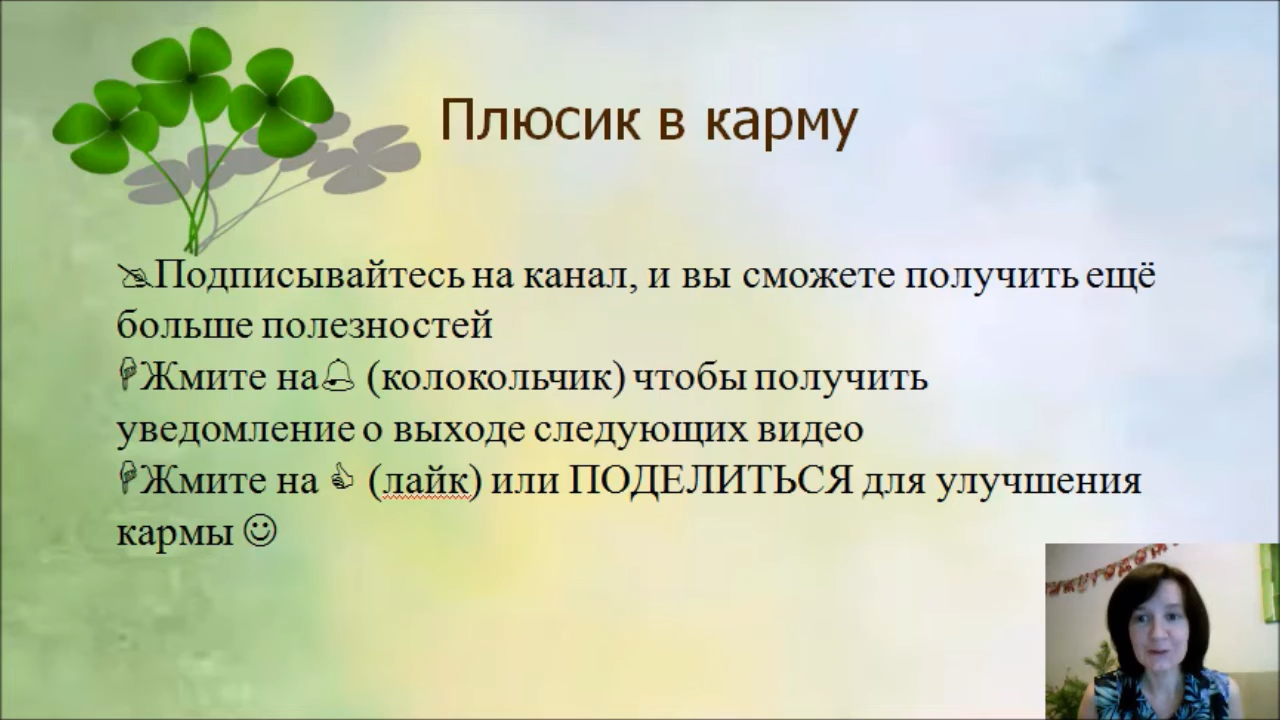 Плюсик в карму
Подписывайтесь на канал, и вы сможете получить ещё
больше полезностей
Жмите на🔔 (колокольчик) чтобы получить
уведомление о выходе следующих видео
Жмите на 👍 (лайк) или ПОДЕЛИТЬСЯ для улучшения
кармы ☺